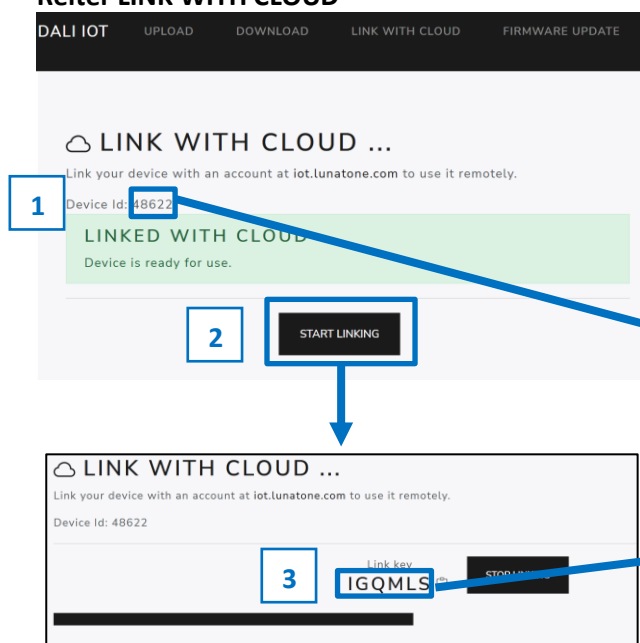 Reiter LINK WITH CLOUD
DALI IOT UPLOAD DOWNLOAD LINK WITH CLOUD FIRMWARE UPDATE
LINK WITH CLOUD ...
Link your device with an account at iot.lunatone.com to use it remotely.
1
Device Id: 48622
LINKED WITH CLOUD
Device is ready for use.
2
START LINKING
LINK WITH CLOUD ...
Link your device with an account at iot.lunatone.com to use it remotely.
Device Id: 48622
3
Link key
IGQMLS
STOP LINKING